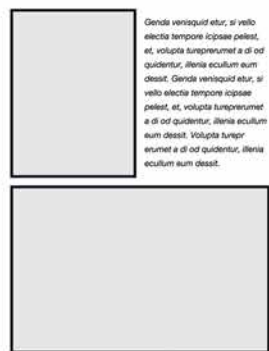 Genda venisquid etur, si vello
electia tempore icipsae pelest,
et, volupta tureprerumet a di od
quidentur, illenia ecullum eum
dessit. Genda venisquid etur, si
vello electia tempore icipsae
pelest, et, volupta tureprerumet
a di od quidentur, illenia ecullum
eum dessit. Volupta turepr
erumet a di od quidentur, illenia
ecullum eum dessit.